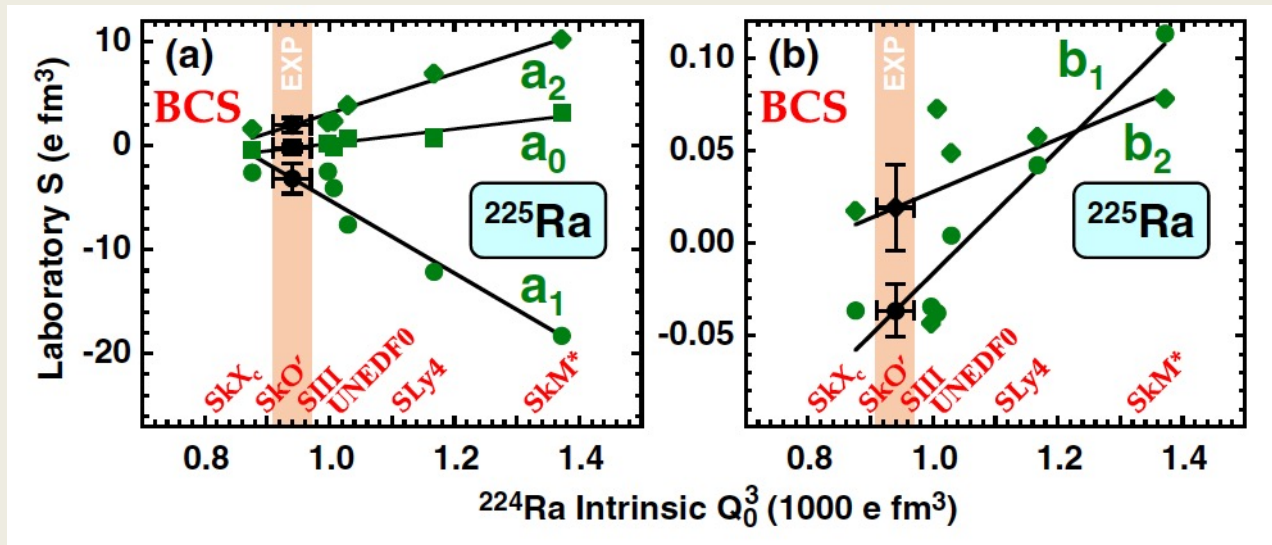 Laboratory S (e fm³)
(a)
EXP
BCS
a₂
a₀
a₁
²²⁵Ra
10
0
-10
-20
SkXc
SkO′
SIII
UNEDF0
SLy4
SkM*
0.8 1.0 1.2 1.4
(b)
EXP
BCS
b₁
b₂
²²⁵Ra
0.10
0.05
0.00
-0.05
SkXc
SkO′
SIII
UNEDF0
SLy4
SkM*
0.8 1.0 1.2 1.4
²²⁴Ra Intrinsic Q₀³ (1000 e fm³)